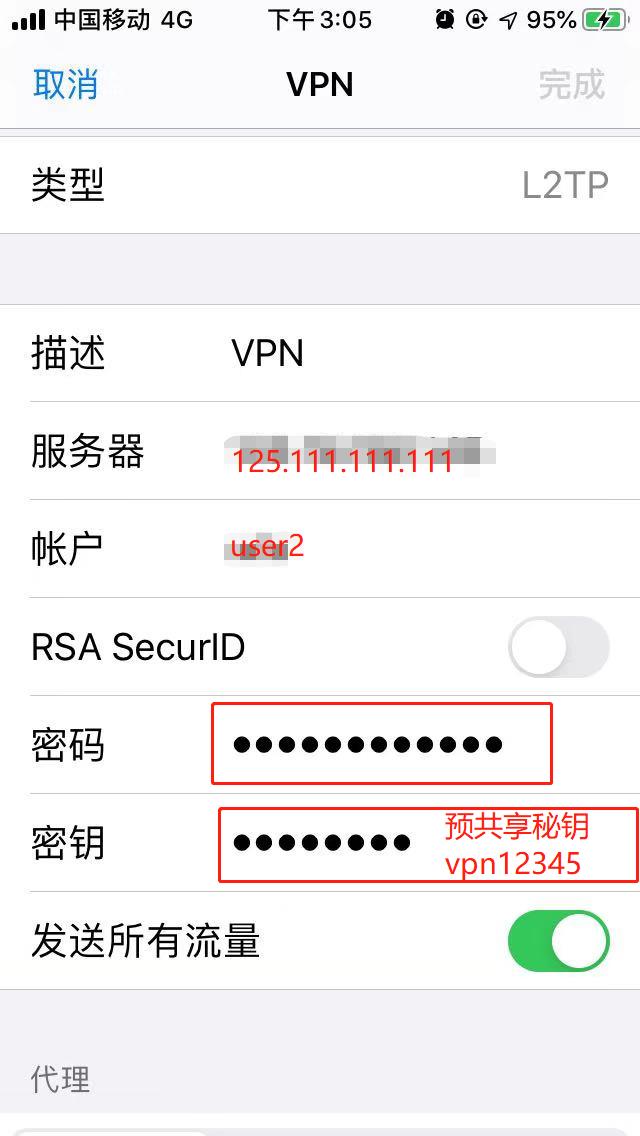 中国移动 4G 下午3:05 95%
取消 VPN 完成
类型 L2TP
描述 VPN
服务器 125.111.111.111
帐户 user2
RSA SecurID
密码 ●●●●●●●●●●●●
密钥 ●●●●●●●● 预共享秘钥
vpn12345
发送所有流量
代理